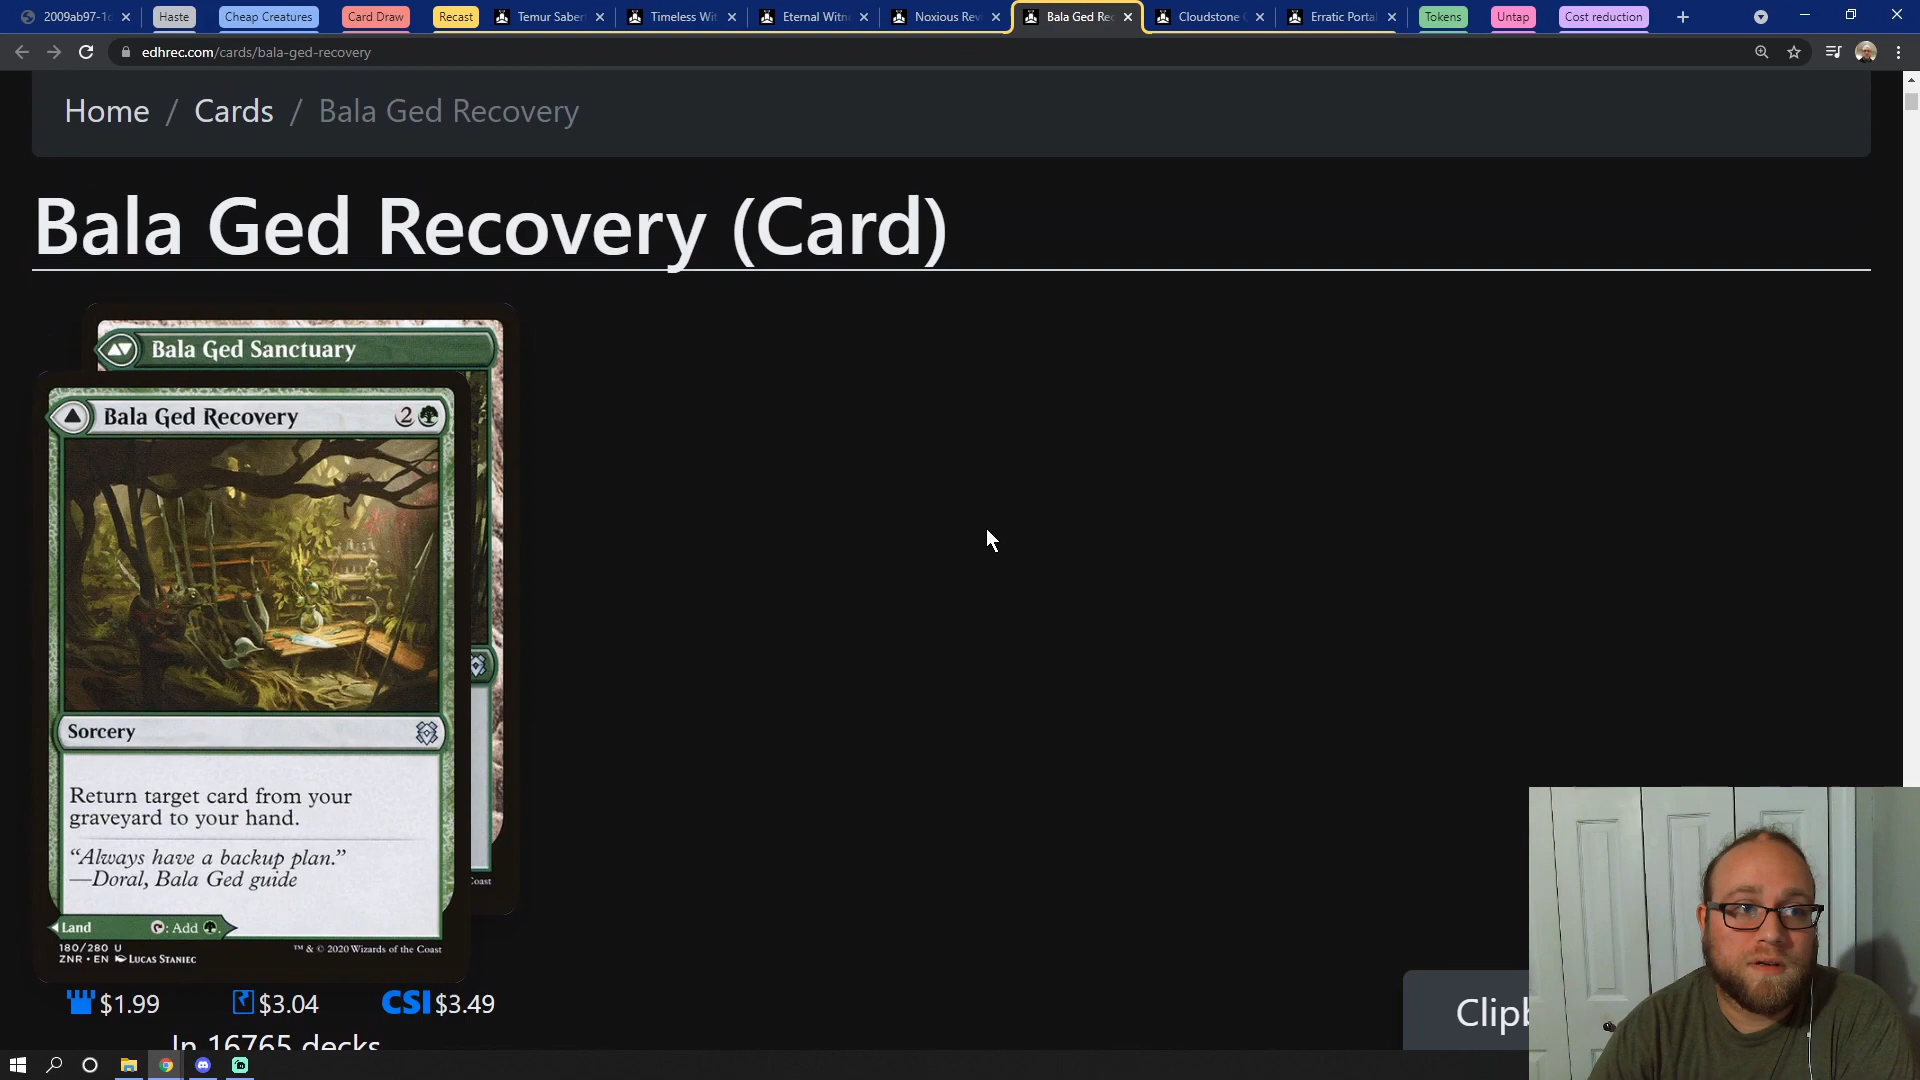 2009ab97-1c
Haste
Cheap Creatures
Card Draw
Recast
Temur Saber
Timeless Wit
Eternal Witn
Noxious Rev
Bala Ged Rec
Cloudstone C
Erratic Portal
Tokens
Untap
Cost reduction
edhrec.com/cards/bala-ged-recovery
Home / Cards / Bala Ged Recovery
Bala Ged Recovery (Card)
Bala Ged Sanctuary
Bala Ged Recovery 2
Sorcery
Return target card from your
graveyard to your hand.
“Always have a backup plan.”
—Doral, Bala Ged guide
Land : Add .
180/280 U
ZNR • EN Lucas Staniec
™ & © 2020 Wizards of the Coast
Coast
$1.99
$3.04
CSI $3.49
In 16765 decks
Clipb